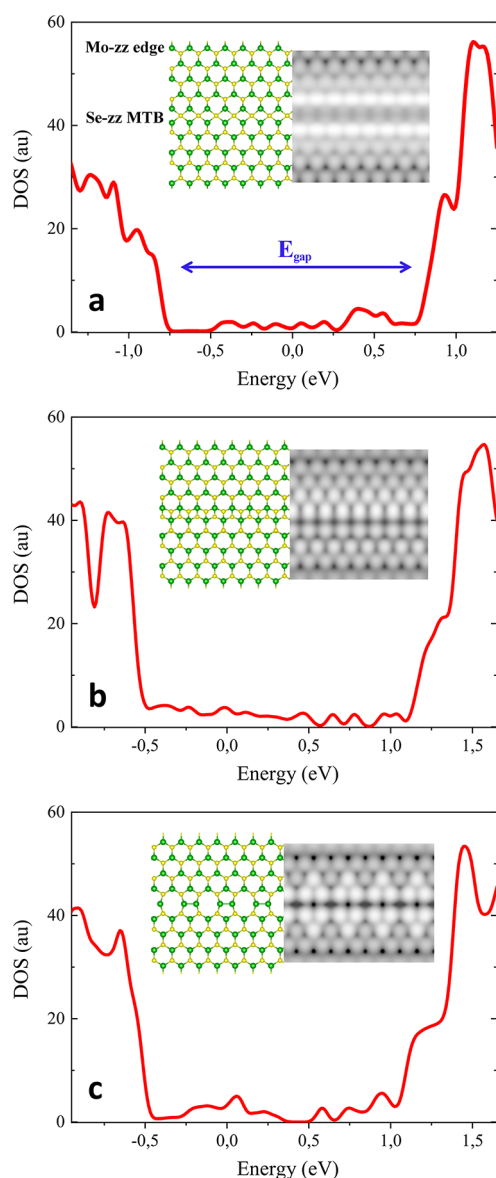 60
Mo-zz edge
40
Se-zz MTB
DOS (au)
20
E_gap
a
0
-1,0 -0,5 0,0 0,5 1,0
Energy (eV)
60
40
DOS (au)
20
b
0
-0,5 0,0 0,5 1,0 1,5
Energy (eV)
60
40
DOS (au)
20
c
0
-0,5 0,0 0,5 1,0 1,5
Energy (eV)